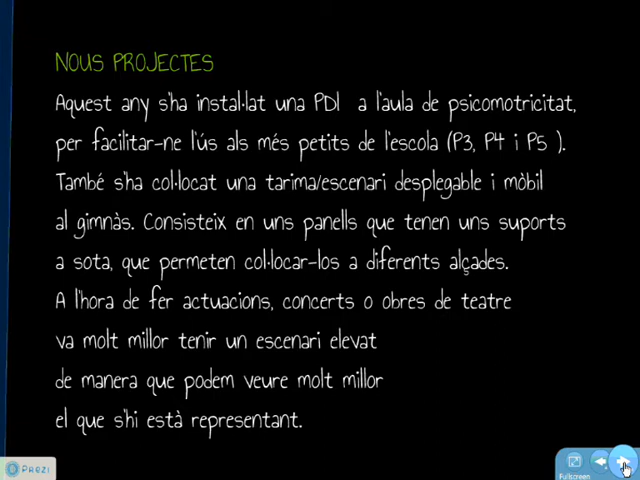 NOUS PROJECTES
Aquest any s'ha instal·lat una PDI a l'aula de psicomotricitat,
per facilitar-ne l'ús als més petits de l'escola (P3, P4 i P5 ).
També s'ha col·locat una tarima/escenari desplegable i mòbil
al gimnàs. Consisteix en uns panells que tenen uns suports
a sota, que permeten col·locar-los a diferents alçades.
A l'hora de fer actuacions, concerts o obres de teatre
va molt millor tenir un escenari elevat
de manera que podem veure molt millor
el que s'hi està representant.
Prezi
Fullscreen